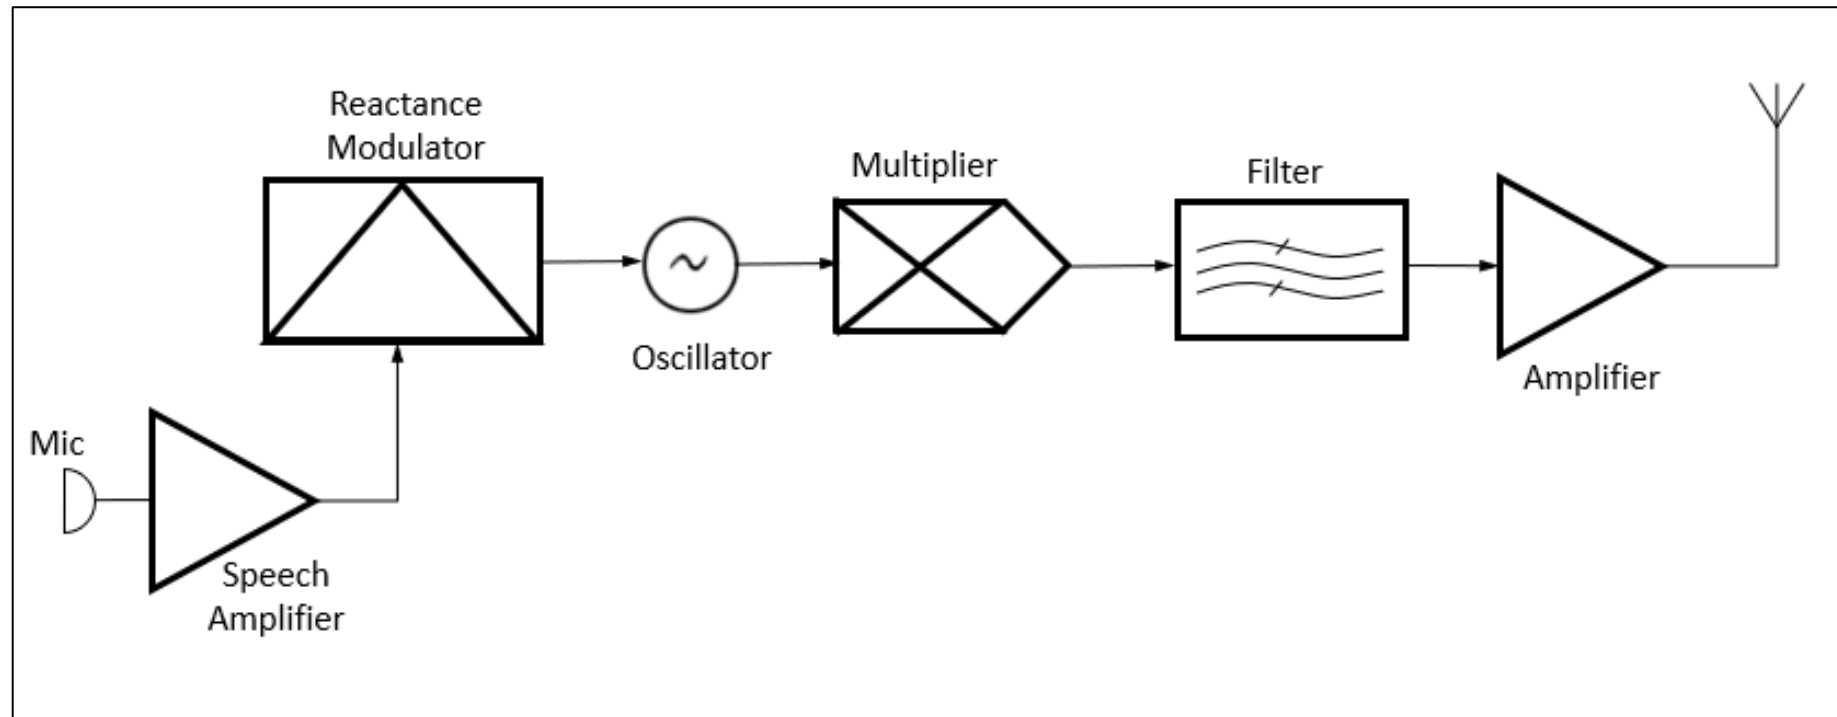 Reactance
Modulator
Multiplier
Filter
Oscillator
Amplifier
Mic
Speech
Amplifier